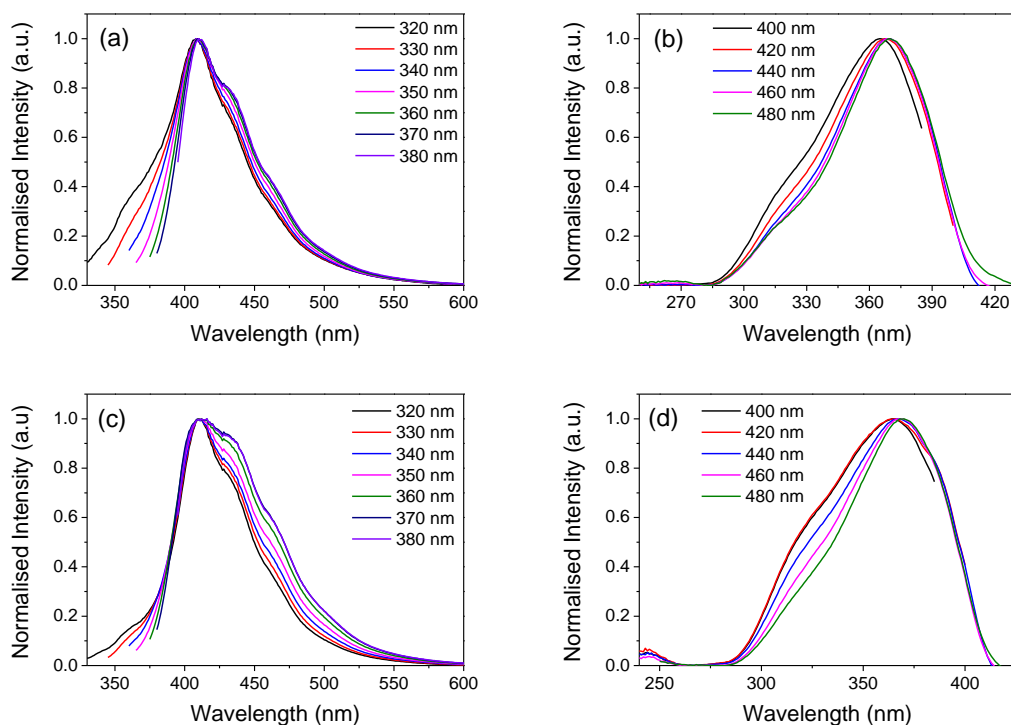 (a)
320 nm
330 nm
340 nm
350 nm
360 nm
370 nm
380 nm
1.0
0.8
0.6
0.4
0.2
0.0
350 400 450 500 550 600
Wavelength (nm)
Normalised Intensity (a.u.)
(b)
400 nm
420 nm
440 nm
460 nm
480 nm
1.0
0.8
0.6
0.4
0.2
0.0
270 300 330 360 390 420
Wavelength (nm)
Normalised Intensity (a.u.)
(c)
320 nm
330 nm
340 nm
350 nm
360 nm
370 nm
380 nm
1.0
0.8
0.6
0.4
0.2
0.0
350 400 450 500 550 600
Wavelength (nm)
Normalised Intensity (a.u)
(d)
400 nm
420 nm
440 nm
460 nm
480 nm
1.0
0.8
0.6
0.4
0.2
0.0
250 300 350 400
Wavelength (nm)
Normalised Intensity (a.u.)